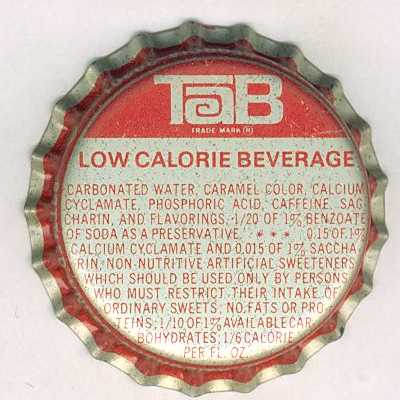 TaB
TRADE MARK (R)
LOW CALORIE BEVERAGE
CARBONATED WATER, CARAMEL COLOR, CALCIUM
CYCLAMATE, PHOSPHORIC ACID, CAFFEINE, SAC
CHARIN, AND FLAVORINGS, 1/20 OF 1% BENZOATE
OF SODA AS A PRESERVATIVE. * * * 0.15 OF 1%
CALCIUM CYCLAMATE AND 0.015 OF 1% SACCHA
RIN, NON-NUTRITIVE ARTIFICIAL SWEETENERS
WHICH SHOULD BE USED ONLY BY PERSONS
WHO MUST RESTRICT THEIR INTAKE OF
ORDINARY SWEETS; NO FATS OR PRO
TEINS; 1/10 OF 1% AVAILABLE CAR
BOHYDRATES; 1/6 CALORIE
PER FL. OZ.